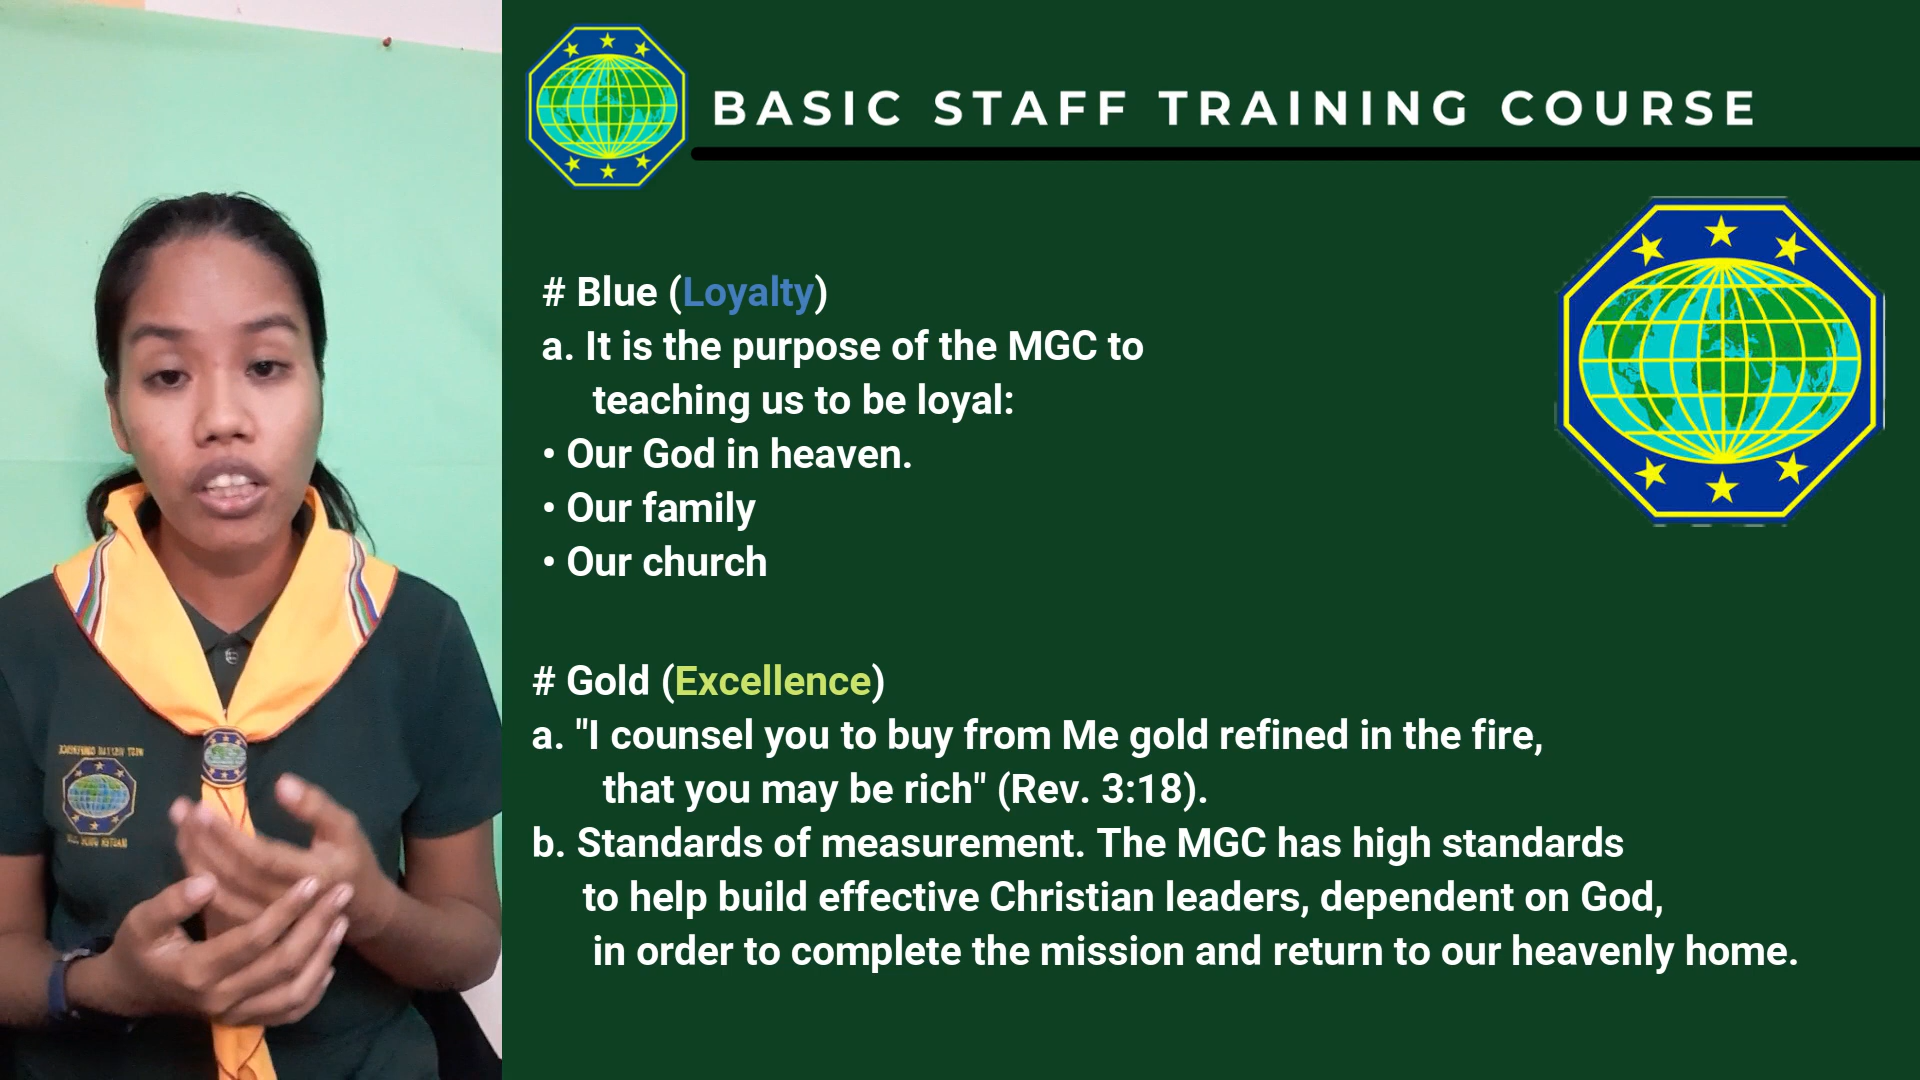 BASIC STAFF TRAINING COURSE
# Blue (Loyalty)
a. It is the purpose of the MGC to
teaching us to be loyal:
• Our God in heaven.
• Our family
• Our church
# Gold (Excellence)
a. "I counsel you to buy from Me gold refined in the fire,
that you may be rich" (Rev. 3:18).
b. Standards of measurement. The MGC has high standards
to help build effective Christian leaders, dependent on God,
in order to complete the mission and return to our heavenly home.